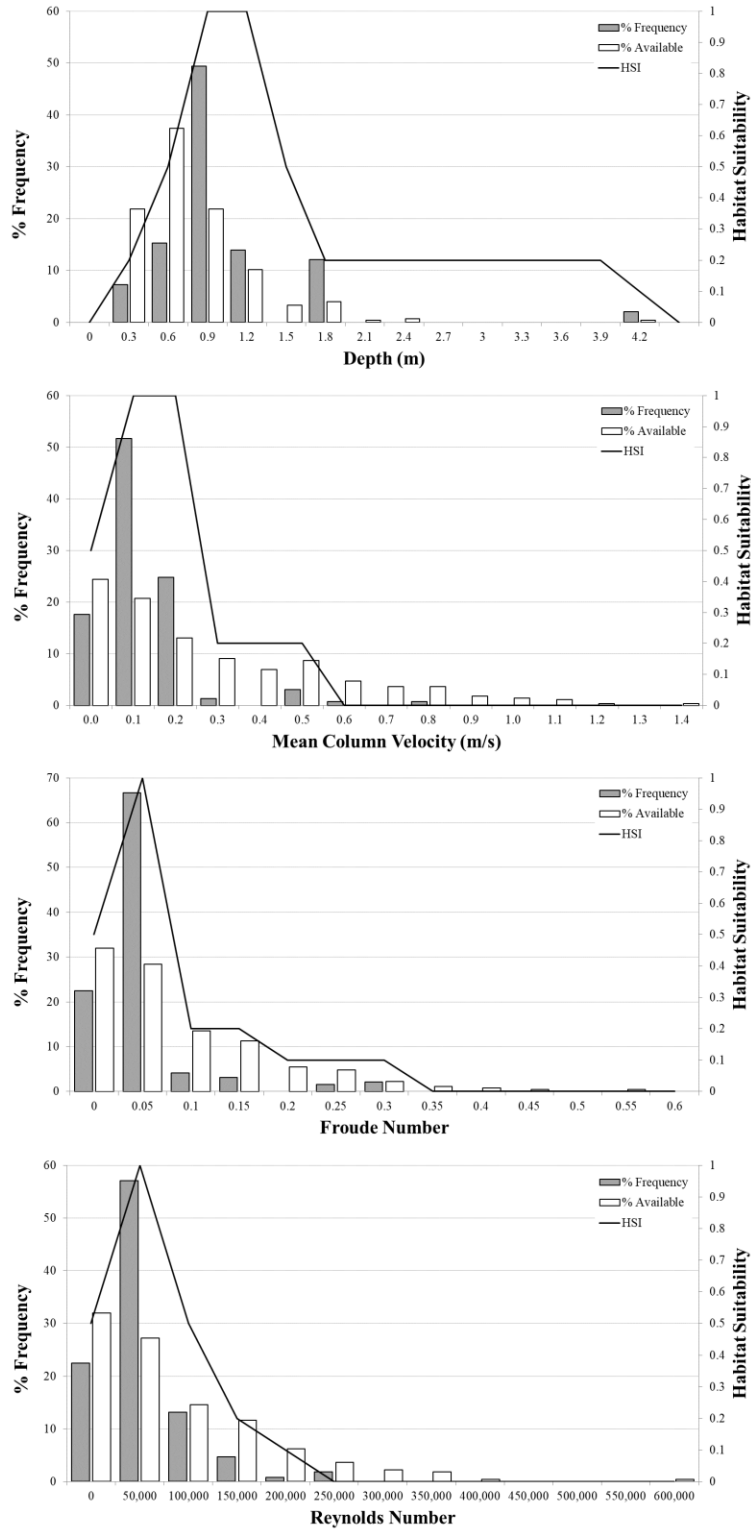 60
50
40
30
20
10
0
% Frequency
1
0.9
0.8
0.7
0.6
0.5
0.4
0.3
0.2
0.1
0
Habitat Suitability
% Frequency
% Available
HSI
0 0.3 0.6 0.9 1.2 1.5 1.8 2.1 2.4 2.7 3 3.3 3.6 3.9 4.2
Depth (m)
60
50
40
30
20
10
0
% Frequency
1
0.9
0.8
0.7
0.6
0.5
0.4
0.3
0.2
0.1
0
Habitat Suitability
% Frequency
% Available
HSI
0.0 0.1 0.2 0.3 0.4 0.5 0.6 0.7 0.8 0.9 1.0 1.1 1.2 1.3 1.4
Mean Column Velocity (m/s)
70
60
50
40
30
20
10
0
% Frequency
1
0.9
0.8
0.7
0.6
0.5
0.4
0.3
0.2
0.1
0
Habitat Suitability
% Frequency
% Available
HSI
0 0.05 0.1 0.15 0.2 0.25 0.3 0.35 0.4 0.45 0.5 0.55 0.6
Froude Number
60
50
40
30
20
10
0
% Frequency
1
0.9
0.8
0.7
0.6
0.5
0.4
0.3
0.2
0.1
0
Habitat Suitability
% Frequency
% Available
HSI
0 50,000 100,000 150,000 200,000 250,000 300,000 350,000 400,000 450,000 500,000 550,000 600,000
Reynolds Number